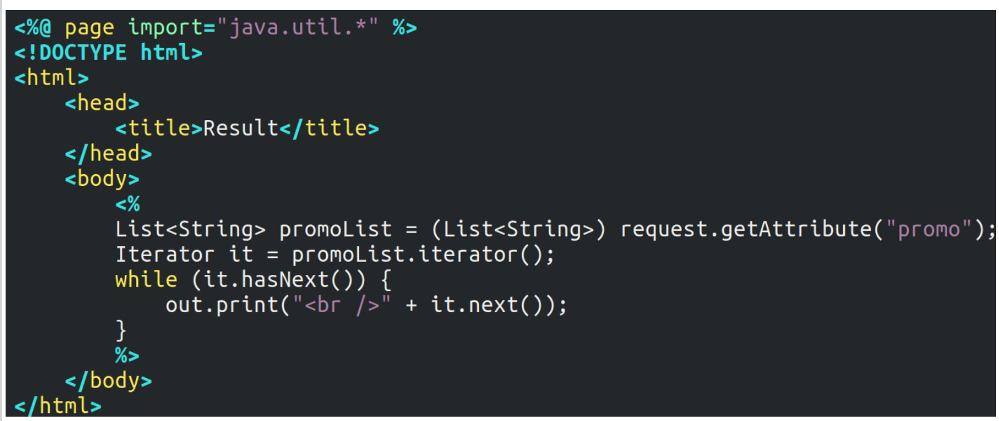 <%@ page import="java.util.*" %>
<!DOCTYPE html>
<html>
    <head>
        <title>Result</title>
    </head>
    <body>
        <%
        List<String> promoList = (List<String>) request.getAttribute("promo");
        Iterator it = promoList.iterator();
        while (it.hasNext()) {
            out.print("<br />" + it.next());
        }
        %>
    </body>
</html>